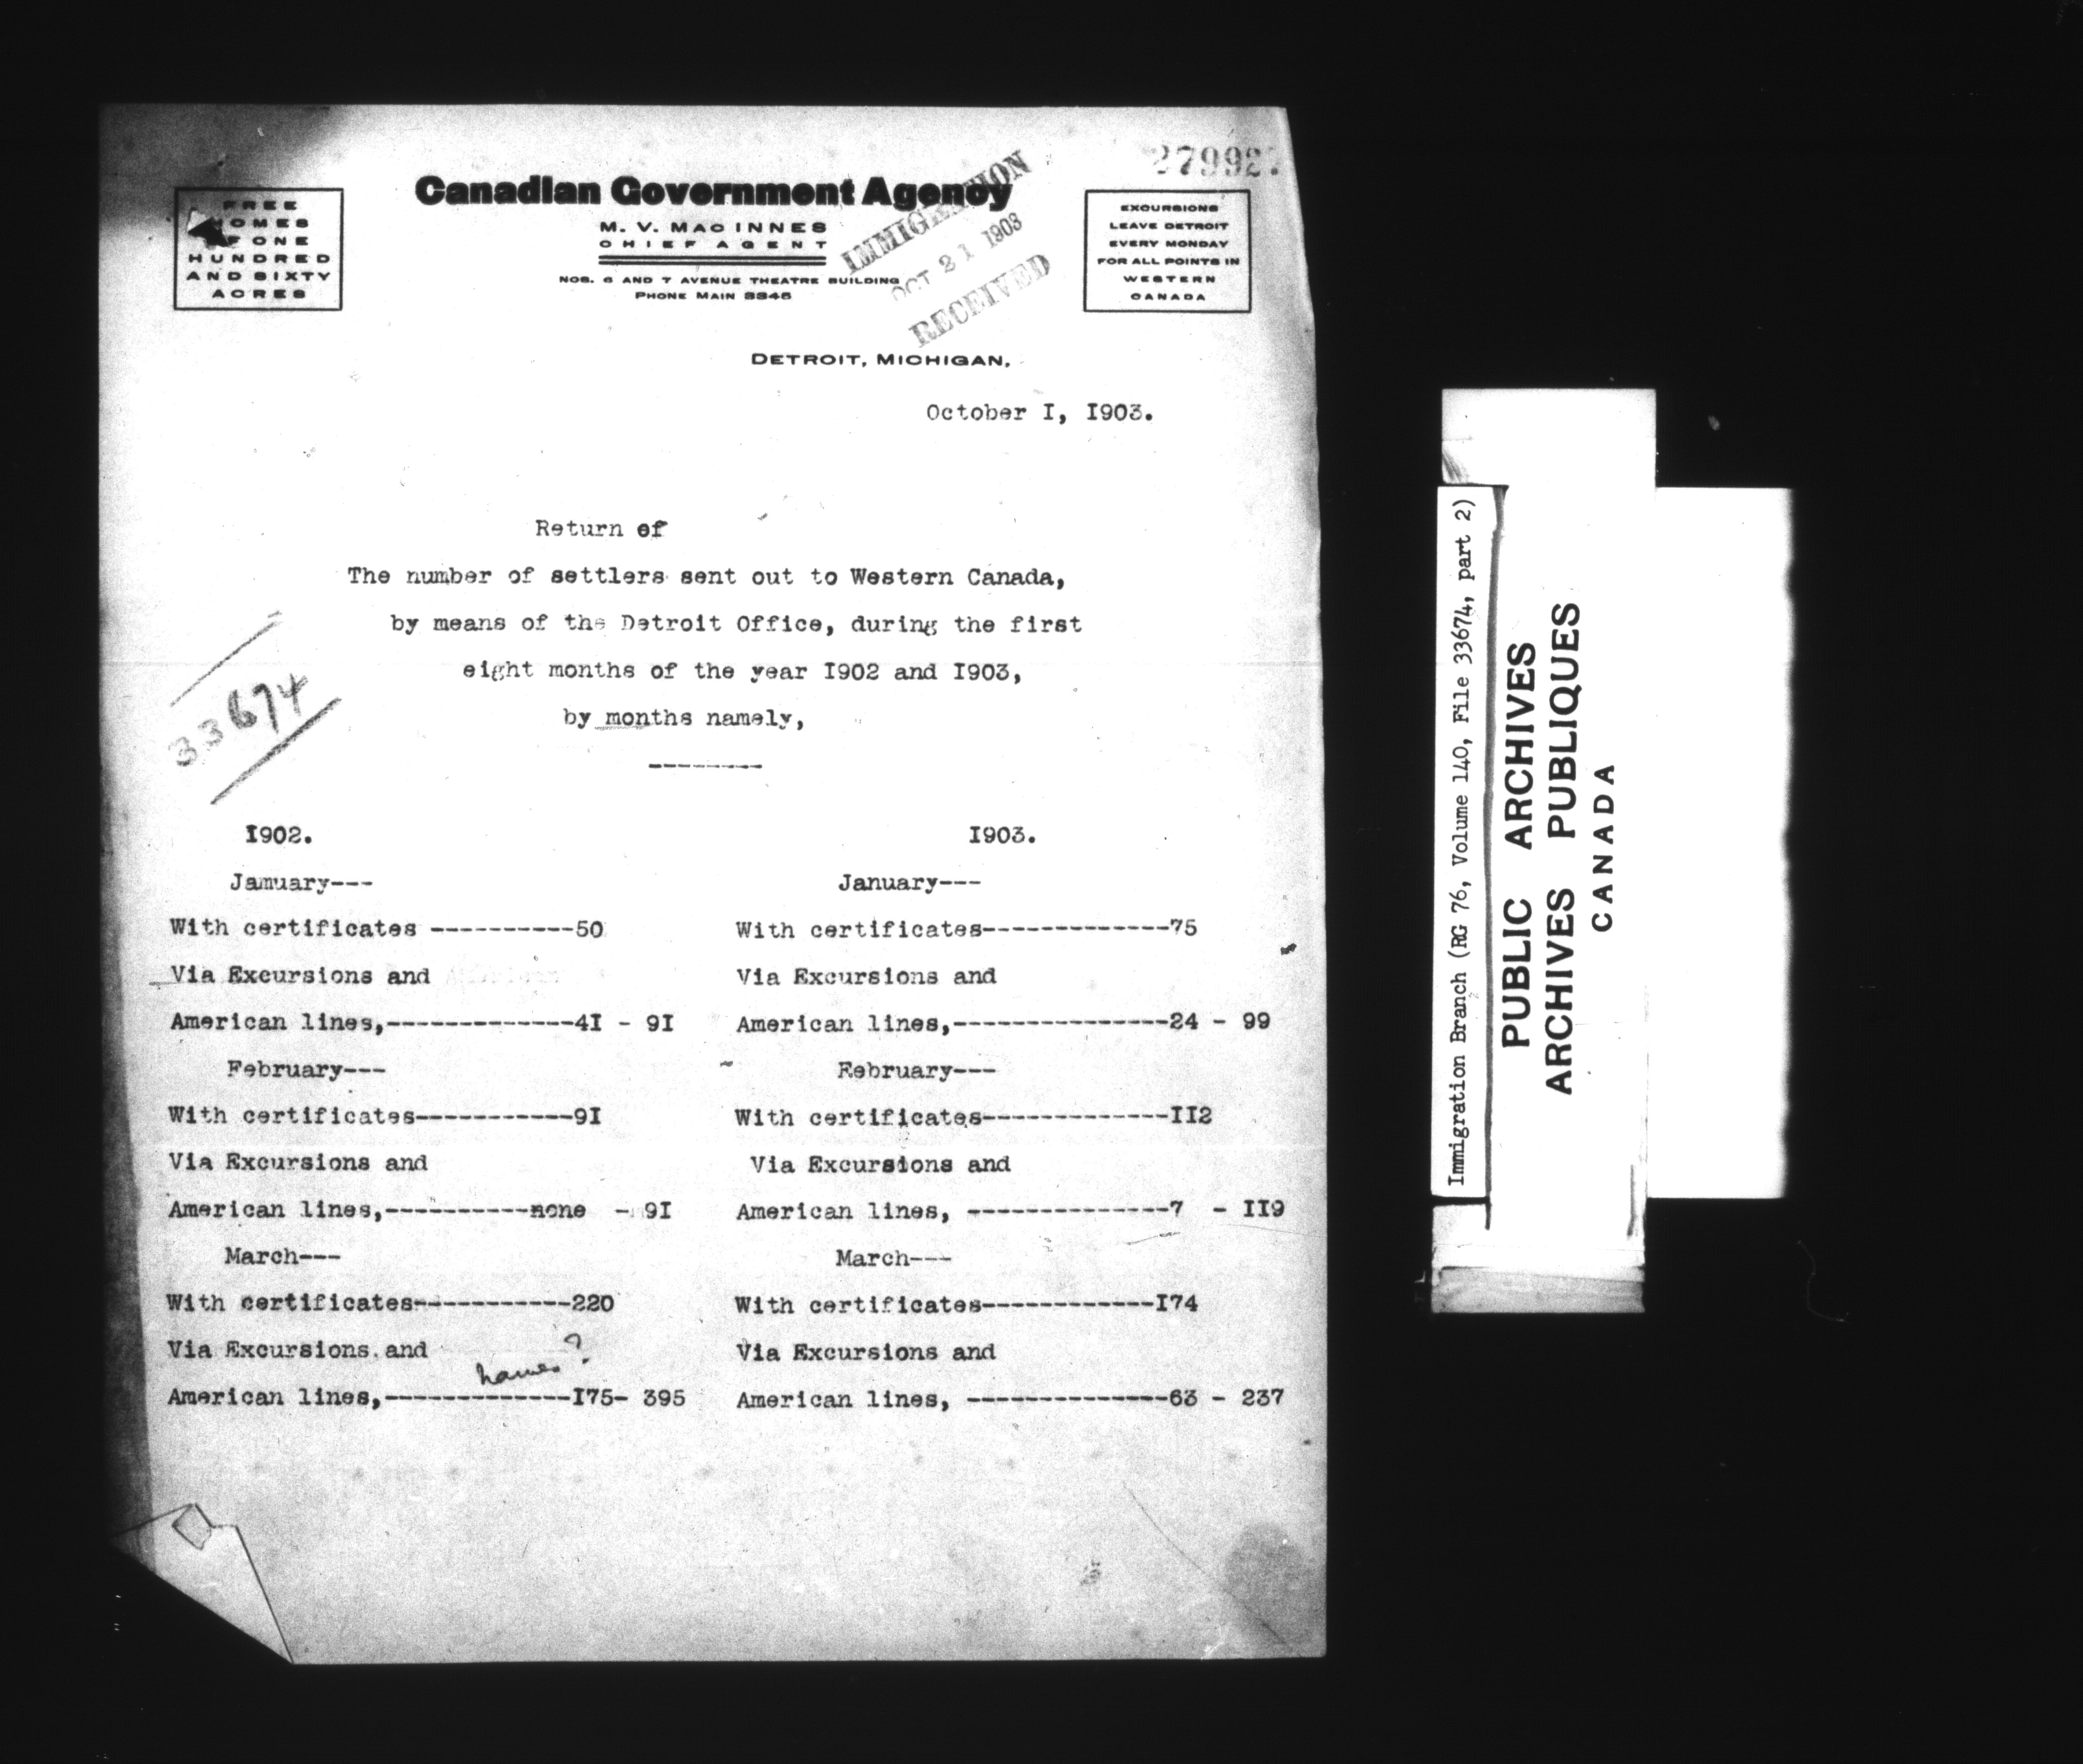 279927
Canadian Government Agency
M. V. MAC INNES
CHIEF AGENT
NOS. 6 AND 7 AVENUE THEATRE BUILDING
PHONE MAIN
FREE
HOMES
OF ONE
HUNDRED
AND SIXTY
ACRES
IMMIGRATION
OCT 21 1903
RECEIVED
EXCURSIONS
LEAVE DETROIT
EVERY MONDAY
FOR ALL POINTS IN
WESTERN
CANADA
DETROIT, MICHIGAN,
October I, I903.
Return of
The number of settlers sent out to Western Canada,
by means of the Detroit Office, during the first
eight months of the year I902 and I903,
by months namely,
--------
33674
I902.
Jamuary---
With certificates ----------50
Via Excursions and
American lines,-------------4I - 9I
February---
With certificates-----------9I
Via Excursions and
American lines,----------none - 9I
March---
With certificates-----------220
Via Excursions and
names?
American lines,-------------I75- 395
I903.
January---
With certificates-------------75
Via Excursions and
American lines,---------------24 - 99
February---
With certificates-------------II2
Via Excursions and
American lines, --------------7 - II9
March---
With certificates------------I74
Via Excursions and
American lines, --------------63 - 237
Immigration Branch (RG 76, Volume 140, File 33674, part 2)
PUBLIC ARCHIVES
ARCHIVES PUBLIQUES
CANADA